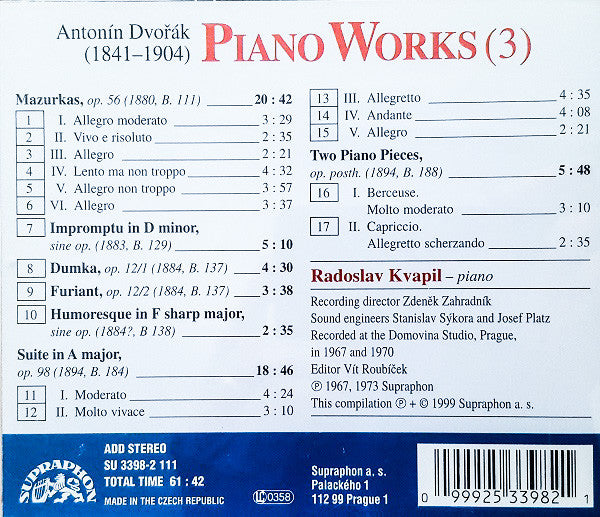 Antonín Dvořák
(1841–1904)
PIANO WORKS (3)
Mazurkas, op. 56 (1880, B. 111) 20 : 42
1 I. Allegro moderato 3 : 29
2 II. Vivo e risoluto 2 : 35
3 III. Allegro 2 : 21
4 IV. Lento ma non troppo 4 : 32
5 V. Allegro non troppo 3 : 57
6 VI. Allegro 3 : 37
7 Impromptu in D minor,
sine op. (1883, B. 129) 5 : 10
8 Dumka, op. 12/1 (1884, B. 137) 4 : 30
9 Furiant, op. 12/2 (1884, B. 137) 3 : 38
10 Humoresque in F sharp major,
sine op. (1884?, B 138) 2 : 35
Suite in A major,
op. 98 (1894, B. 184) 18 : 46
11 I. Moderato 4 : 24
12 II. Molto vivace 3 : 10
13 III. Allegretto 4 : 35
14 IV. Andante 4 : 08
15 V. Allegro 2 : 21
Two Piano Pieces,
op. posth. (1894, B. 188) 5 : 48
16 I. Berceuse.
Molto moderato 3 : 10
17 II. Capriccio.
Allegretto scherzando 2 : 35
Radoslav Kvapil – piano
Recording director Zdeněk Zahradník
Sound engineers Stanislav Sýkora and Josef Platz
Recorded at the Domovina Studio, Prague,
in 1967 and 1970
Editor Vít Roubíček
℗ 1967, 1973 Supraphon
This compilation ℗ + © 1999 Supraphon a. s.
SUPRAPHON
ADD STEREO
SU 3398-2 111
TOTAL TIME 61 : 42
MADE IN THE CZECH REPUBLIC
LC 0358
Supraphon a. s.
Palackého 1
112 99 Prague 1
0 99925 33982 1